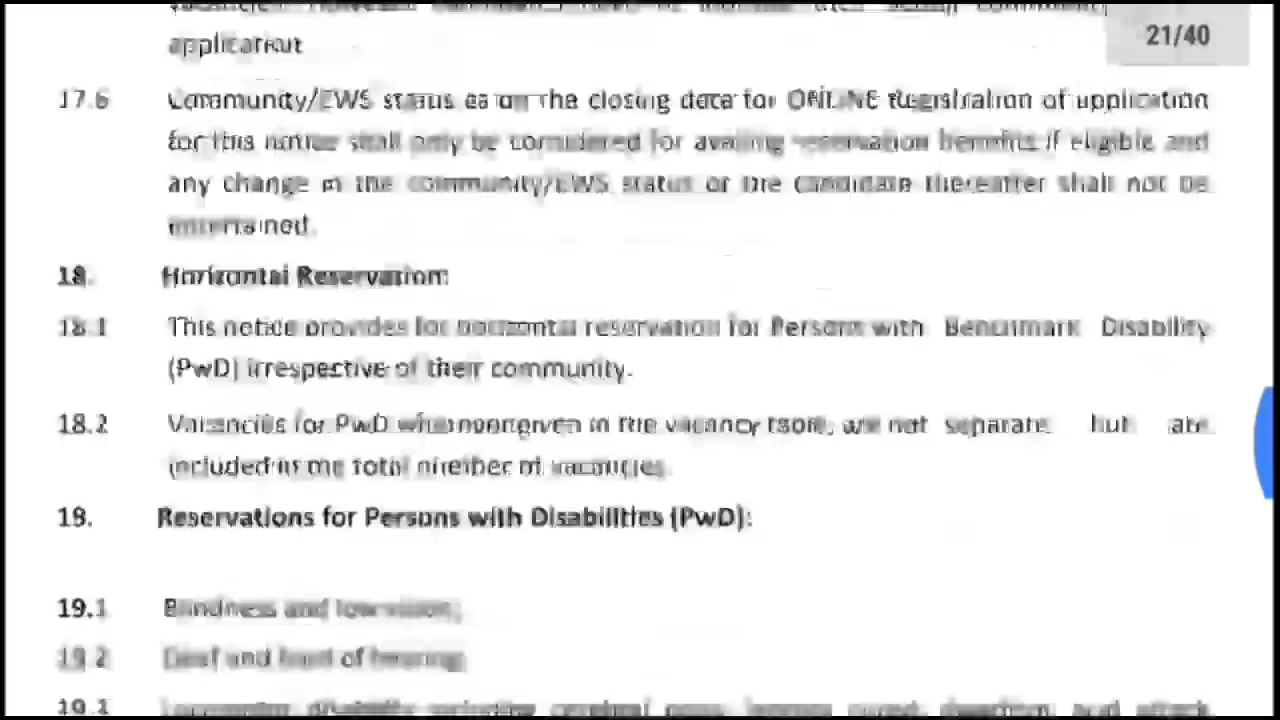 application
21/40
17.6 Community/EWS status as on the closing date for ONLINE Registration of application
for this notice shall only be considered for availing reservation benefits if eligible and
any change in the community/EWS status of the candidate thereafter shall not be
entertained.
18. Horizontal Reservation:
18.1 This notice provides for horizontal reservation for Persons with Benchmark Disability
(PwD) irrespective of their community.
18.2 Vacancies for PwD wherever given in the vacancy table, are not separate but are
included in the total number of vacancies.
19. Reservations for Persons with Disabilities (PwD):
19.1 Blindness and low vision;
19.2 Deaf and hard of hearing;
disability including cerebral